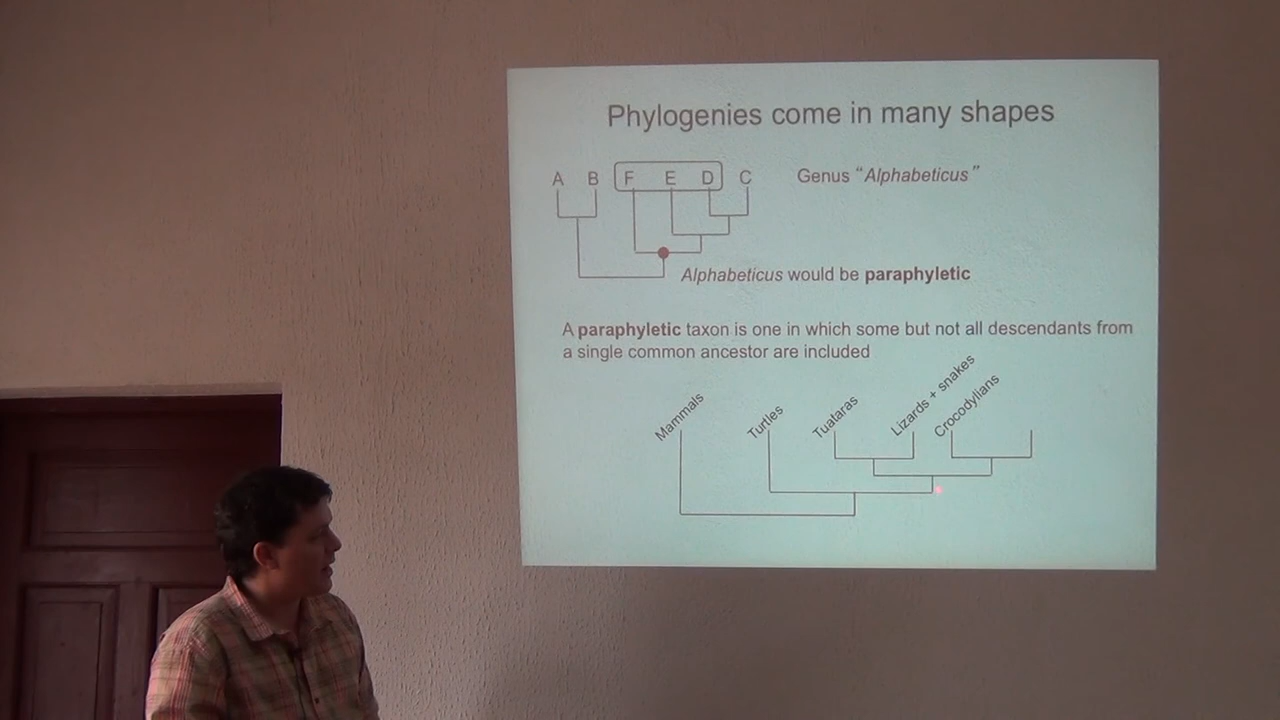 Phylogenies come in many shapes
A B F E D C
Genus “Alphabeticus”
Alphabeticus would be paraphyletic
A paraphyletic taxon is one in which some but not all descendants from
a single common ancestor are included
Mammals
Turtles
Tuataras
Lizards + snakes
Crocodylians